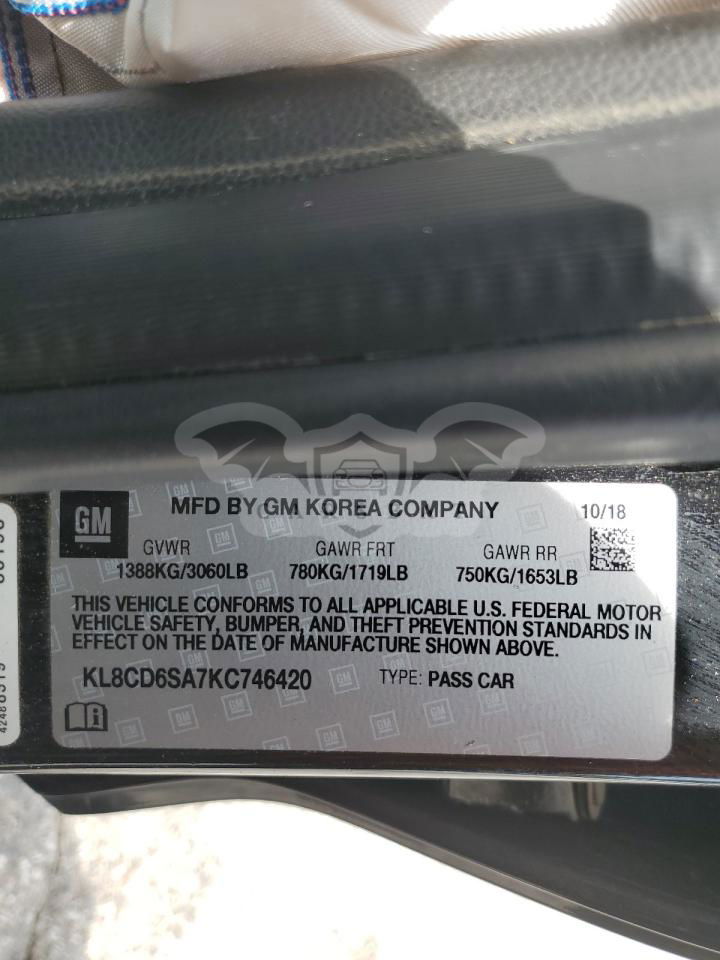 GM
MFD BY GM KOREA COMPANY
10/18
GVWR
GAWR FRT
GAWR RR
1388KG/3060LB
780KG/1719LB
750KG/1653LB
THIS VEHICLE CONFORMS TO ALL APPLICABLE U.S. FEDERAL MOTOR
VEHICLE SAFETY, BUMPER, AND THEFT PREVENTION STANDARDS IN
EFFECT ON THE DATE OF MANUFACTURE SHOWN ABOVE.
KL8CD6SA7KC746420
TYPE: PASS CAR